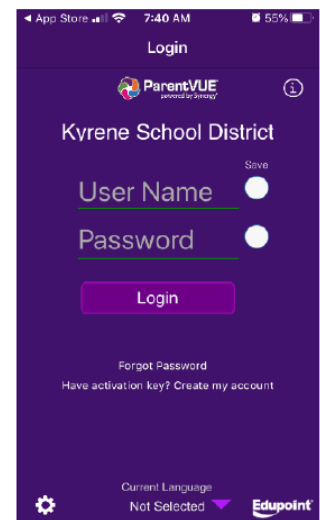 App Store 7:40 AM 55%
Login
ParentVUE
powered by Synergy
Kyrene School District
Save
User Name
Password
Login
Forgot Password
Have activation key? Create my account
Current Language
Not Selected
Edupoint